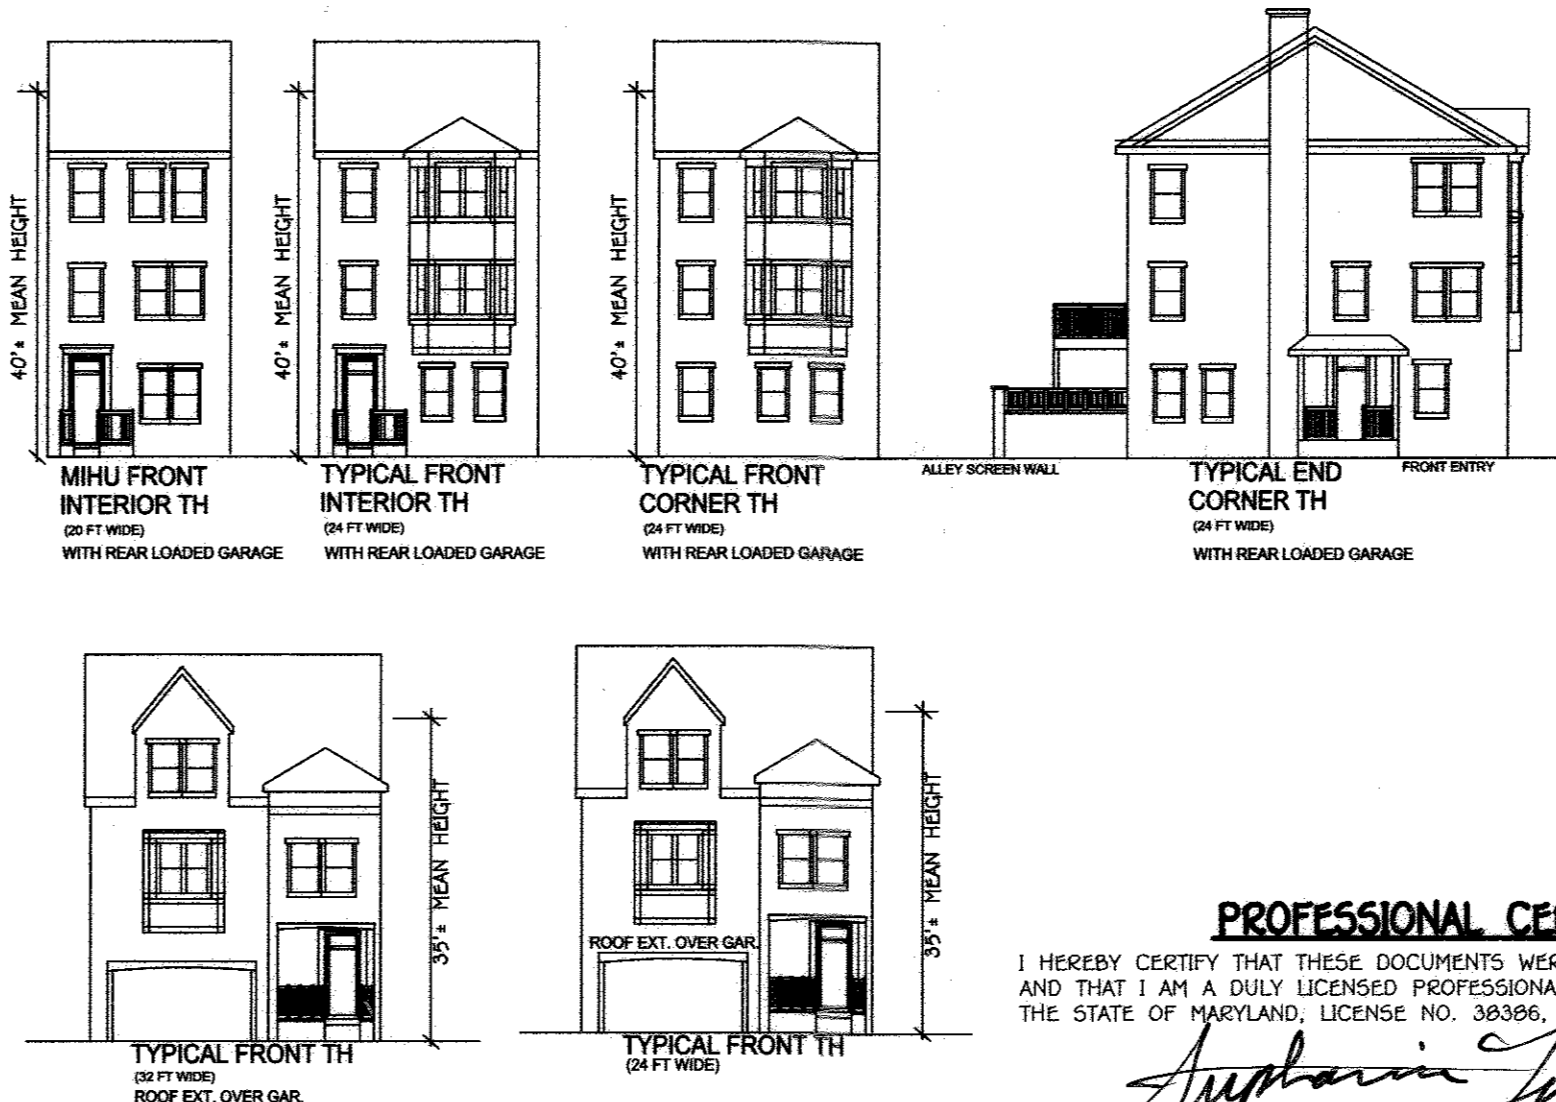 40'± MEAN HEIGHT
40'± MEAN HEIGHT
40'± MEAN HEIGHT
MIHU FRONT
INTERIOR TH
(20 FT WIDE)
WITH REAR LOADED GARAGE
TYPICAL FRONT
INTERIOR TH
(24 FT WIDE)
WITH REAR LOADED GARAGE
TYPICAL FRONT
CORNER TH
(24 FT WIDE)
WITH REAR LOADED GARAGE
ALLEY SCREEN WALL
FRONT ENTRY
TYPICAL END
CORNER TH
(24 FT WIDE)
WITH REAR LOADED GARAGE
35'± MEAN HEIGHT
TYPICAL FRONT TH
(32 FT WIDE)
ROOF EXT. OVER GAR.
ROOF EXT. OVER GAR.
35'± MEAN HEIGHT
TYPICAL FRONT TH
(24 FT WIDE)
PROFESSIONAL CE
I HEREBY CERTIFY THAT THESE DOCUMENTS WER
AND THAT I AM A DULY LICENSED PROFESSIONA
THE STATE OF MARYLAND, LICENSE NO. 38386,